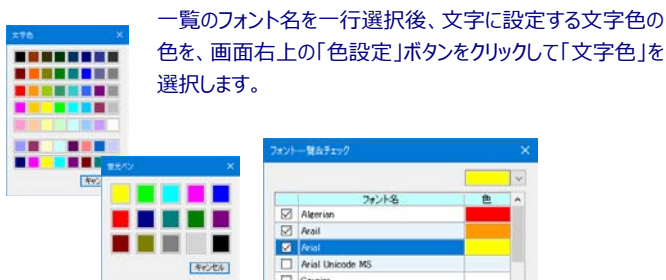 一覧のフォント名を一行選択後、文字に設定する文字色の
色を、画面右上の「色設定」ボタンをクリックして「文字色」を
選択します。
文字色
キャン
蛍光ペン
キャンセル
フォント一覧&チェック
フォント名 色
Algerian
Arail
Arial
Arial Unicode MS